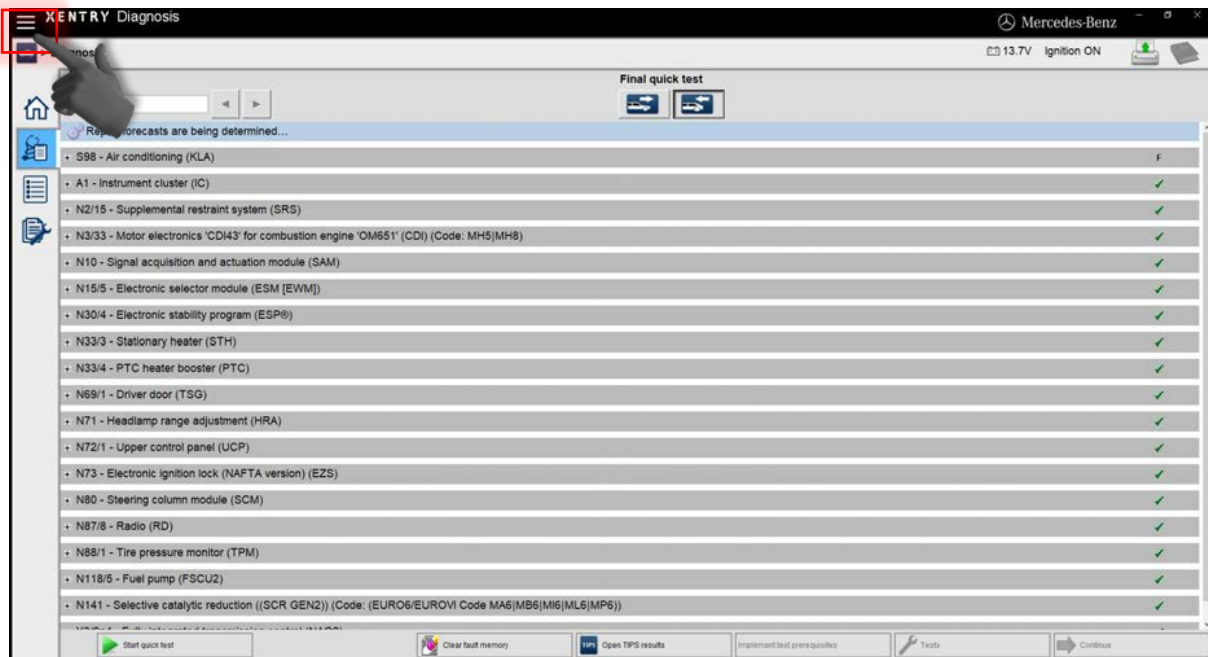 XENTRY Diagnosis
Mercedes-Benz
13.7V Ignition ON
Final quick test
forecasts are being determined...
+ S98 - Air conditioning (KLA) F
+ A1 - Instrument cluster (IC) ✔
+ N2/15 - Supplemental restraint system (SRS) ✔
+ N3/33 - Motor electronics 'CDI43' for combustion engine 'OM651' (CDI) (Code: MH5|MH8) ✔
+ N10 - Signal acquisition and actuation module (SAM) ✔
+ N15/5 - Electronic selector module (ESM [EWM]) ✔
+ N30/4 - Electronic stability program (ESP®) ✔
+ N33/3 - Stationary heater (STH) ✔
+ N33/4 - PTC heater booster (PTC) ✔
+ N69/1 - Driver door (TSG) ✔
+ N71 - Headlamp range adjustment (HRA) ✔
+ N72/1 - Upper control panel (UCP) ✔
+ N73 - Electronic ignition lock (NAFTA version) (EZS) ✔
+ N80 - Steering column module (SCM) ✔
+ N87/8 - Radio (RD) ✔
+ N88/1 - Tire pressure monitor (TPM) ✔
+ N118/5 - Fuel pump (FSCU2) ✔
+ N141 - Selective catalytic reduction ((SCR GEN2)) (Code: (EURO6/EUROVI Code MA6|MB6|MI6|ML6|MP6)) ✔
Start quick test Clear fault memory TIPS Open TIPS results Implement test prerequisites Tests Continue